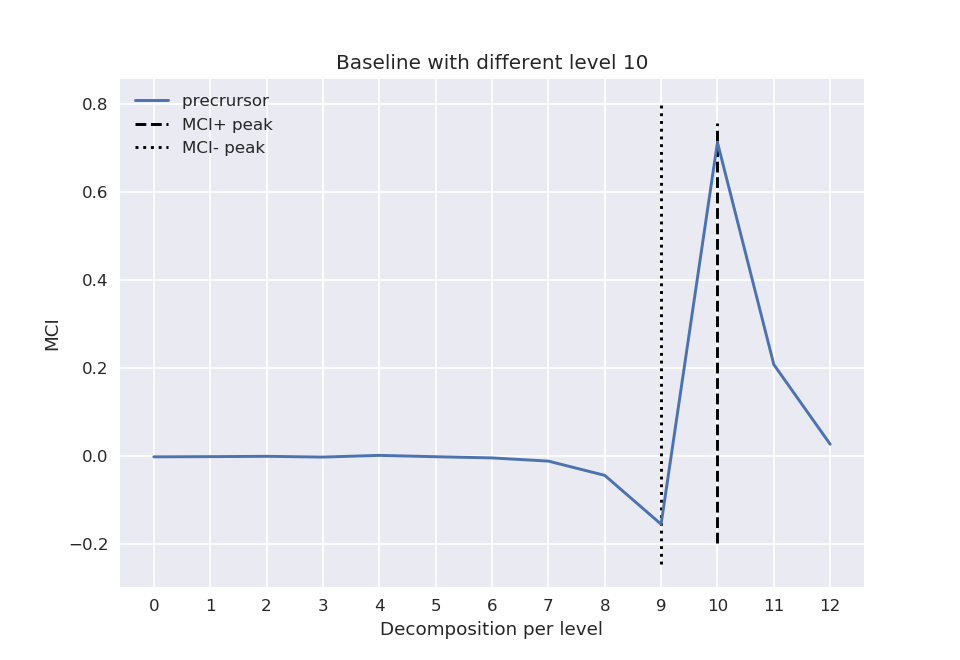 Baseline with different level 10
precrursor
MCI+ peak
MCI- peak
0.8
0.6
0.4
0.2
0.0
−0.2
MCI
0 1 2 3 4 5 6 7 8 9 10 11 12
Decomposition per level